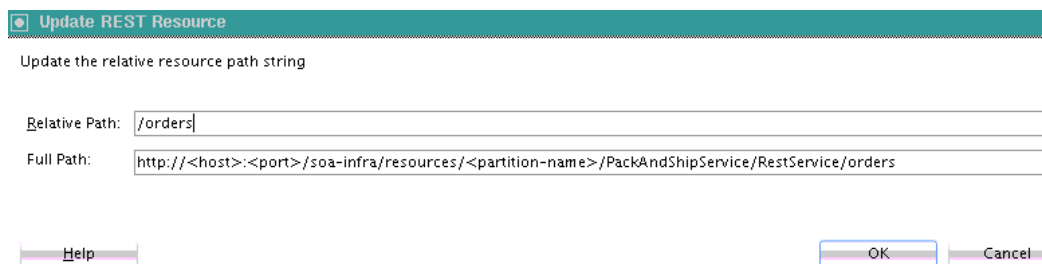 Update REST Resource
Update the relative resource path string
Relative Path: /orders
Full Path: http://<host>:<port>/soa-infra/resources/<partition-name>/PackAndShipService/RestService/orders
Help OK Cancel